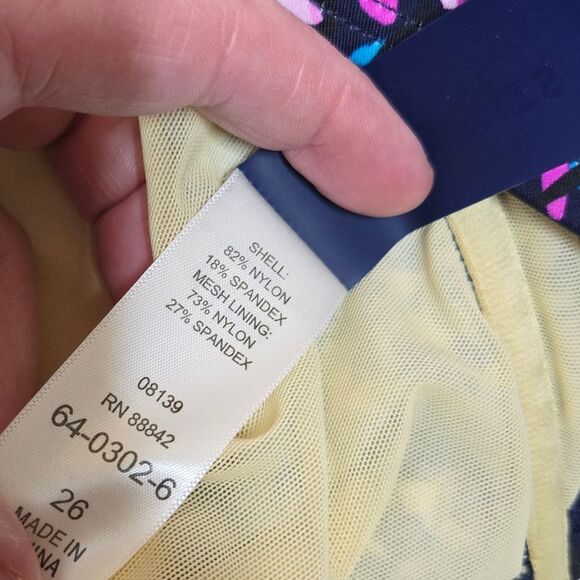 SHELL:
82% NYLON
18% SPANDEX
MESH LINING:
73% NYLON
27% SPANDEX
08139
RN 88842
64-0302-6
26
MADE IN